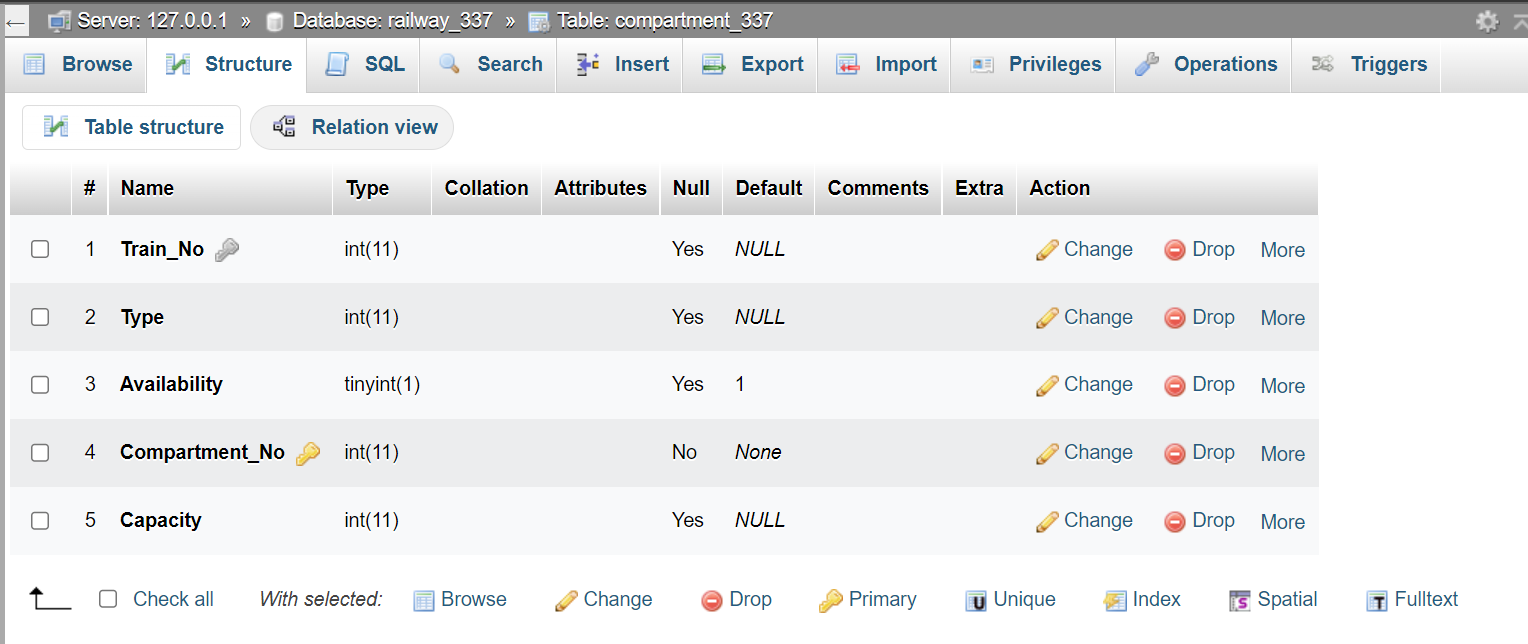 ← Server: 127.0.0.1 » Database: railway_337 » Table: compartment_337
Browse Structure SQL Search Insert Export Import Privileges Operations Triggers
Table structure Relation view
# Name Type Collation Attributes Null Default Comments Extra Action
1 Train_No int(11) Yes NULL Change Drop More
2 Type int(11) Yes NULL Change Drop More
3 Availability tinyint(1) Yes 1 Change Drop More
4 Compartment_No int(11) No None Change Drop More
5 Capacity int(11) Yes NULL Change Drop More
Check all With selected: Browse Change Drop Primary Unique Index Spatial Fulltext